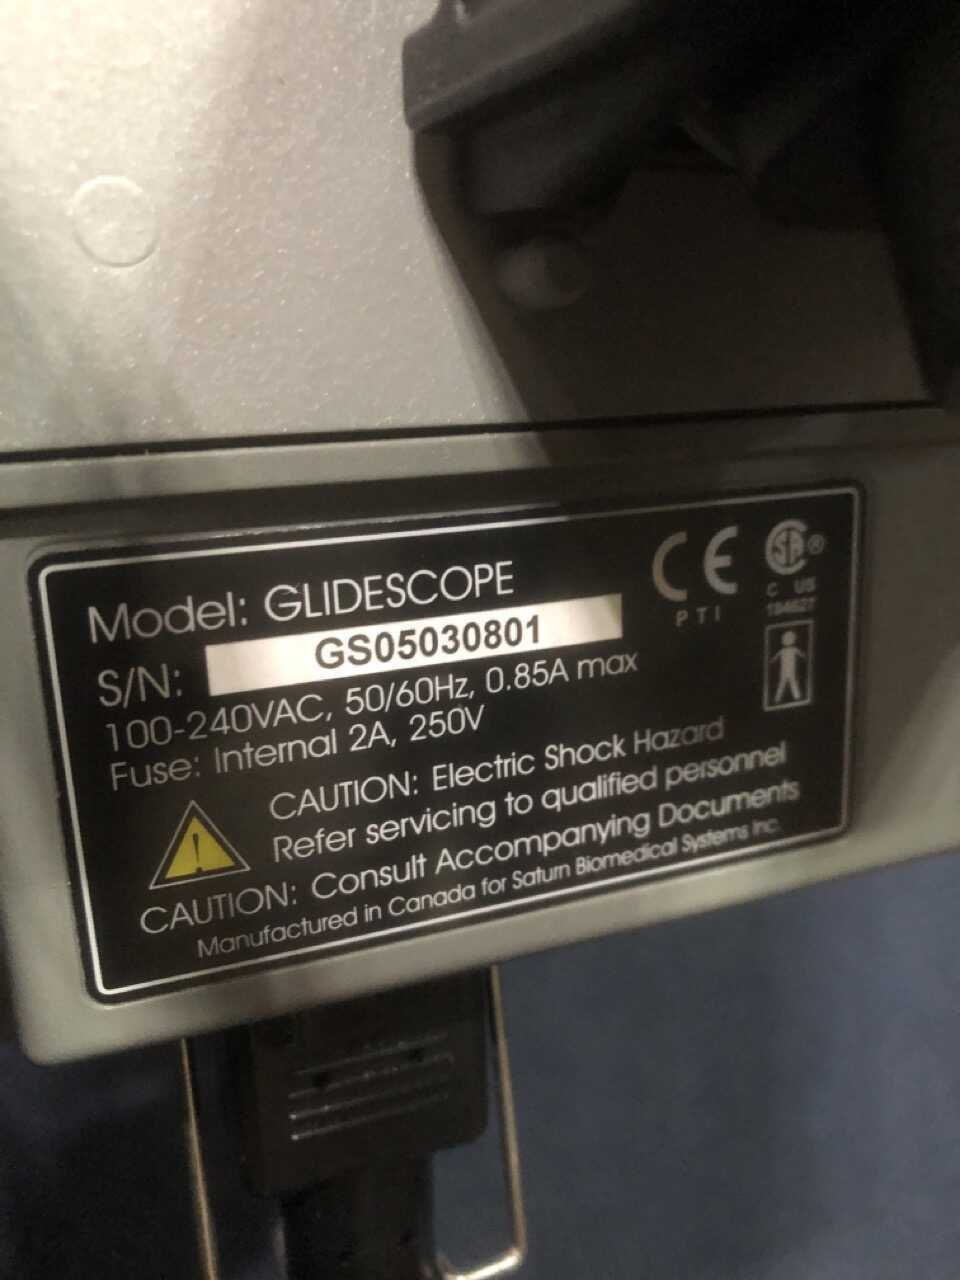 Model: GLIDESCOPE
S/N: GS05030801
100-240VAC, 50/60Hz, 0.85A max
Fuse: Internal 2A, 250V
CE
PTI
SA®
C US
CAUTION: Electric Shock Hazard
Refer servicing to qualified personnel
!
CAUTION: Consult Accompanying Documents
Manufactured in Canada for Saturn Biomedical Systems Inc.